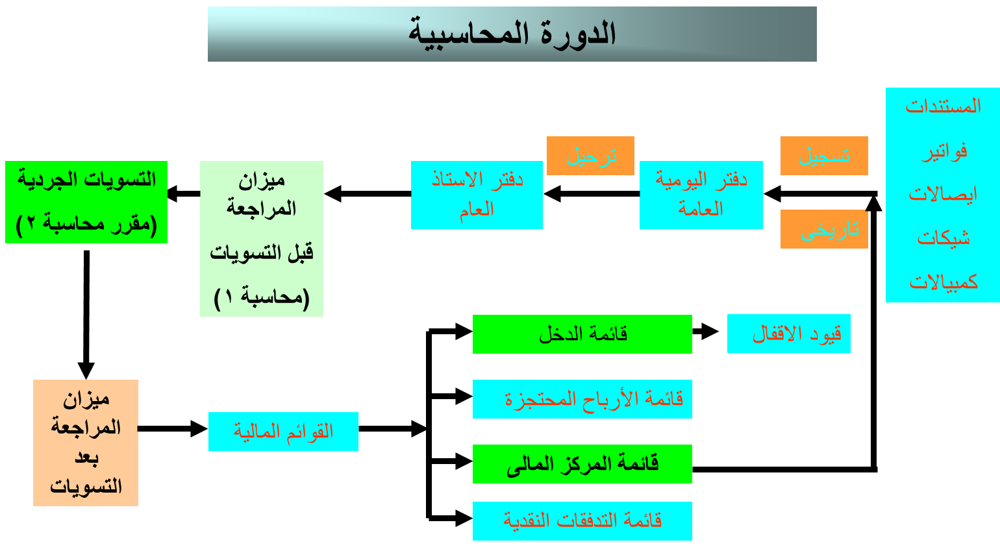 الدورة المحاسبية
المستندات
فواتير
ايصالات
شيكات
كمبيالات
تسجيل
تاريخى
دفتر اليومية
العامة
ترحيل
دفتر الاستاذ
العام
ميزان
المراجعة
قبل التسويات
(محاسبة ١)
التسويات الجردية
(مقرر محاسبة ٢)
ميزان
المراجعة
بعد
التسويات
القوائم المالية
قائمة الدخل
قيود الاقفال
قائمة الأرباح المحتجزة
قائمة المركز المالى
قائمة التدفقات النقدية